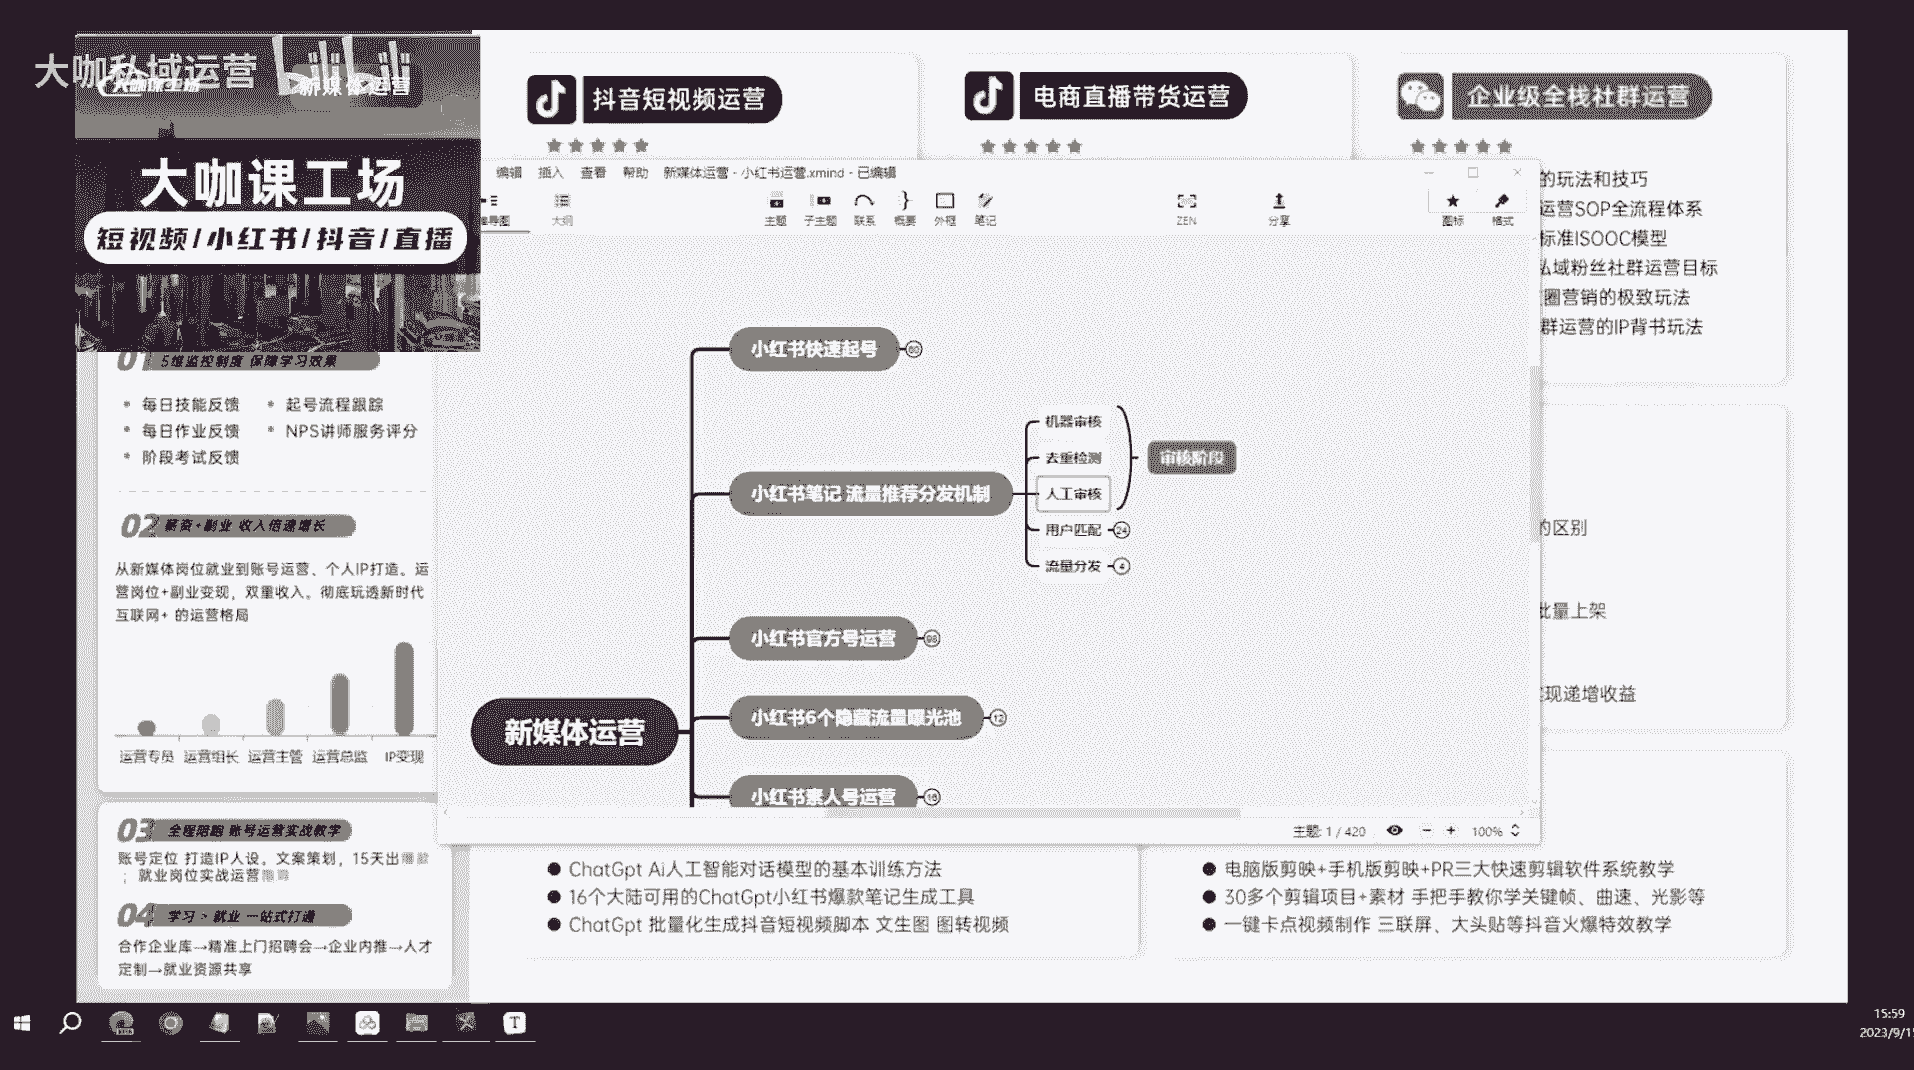 大咖私域运营
新媒体运营
大咖课工场
短视频/小红书/抖音/直播
抖音短视频运营
电商直播带货运营
企业级全栈社群运营
的玩法和技巧
运营SOP全流程体系
标准ISOOC模型
私域粉丝社群运营目标
圈营销的极致玩法
群运营的IP背书玩法
编辑 插入 查看 帮助 新媒体运营 - 小红书运营.xmind - 已编辑
维导图 大纲 主题 子主题 联系 概要 外框 笔记 ZEN 分享 图标 格式
小红书快速起号 60
机器审核
去重检测
审核阶段
小红书笔记 流量推荐分发机制
人工审核
用户匹配 24
流量分发 4
小红书官方号运营 98
小红书6个隐藏流量曝光池 12
新媒体运营
小红书素人号运营 16
主题: 1 / 420 100%
01 5维监控制度 保障学习效果
每日技能反馈 起号流程跟踪
每日作业反馈 NPS讲师服务评分
阶段考试反馈
02 薪资+副业 收入倍速增长
从新媒体岗位就业到账号运营、个人IP打造。运
营岗位+副业变现，双重收入。彻底玩透新时代
互联网+ 的运营格局
运营专员 运营组长 运营主管 运营总监 IP变现
03 全程陪跑 账号运营实战教学
账号定位 打造IP人设。文案策划，15天出
；就业岗位实战运营
04 学习>就业 一站式打通
合作企业库→精准上门招聘会→企业内推→人才
定制→就业资源共享
的区别
批量上架
实现递增收益
ChatGpt Ai人工智能对话模型的基本训练方法
16个大陆可用的ChatGpt小红书爆款笔记生成工具
ChatGpt 批量化生成抖音短视频脚本 文生图 图转视频
电脑版剪映+手机版剪映+PR三大快速剪辑软件系统教学
30多个剪辑项目+素材 手把手教你学关键帧、曲速、光影等
一键卡点视频制作 三联屏、大头贴等抖音火爆特效教学
15:59
2023/9/1